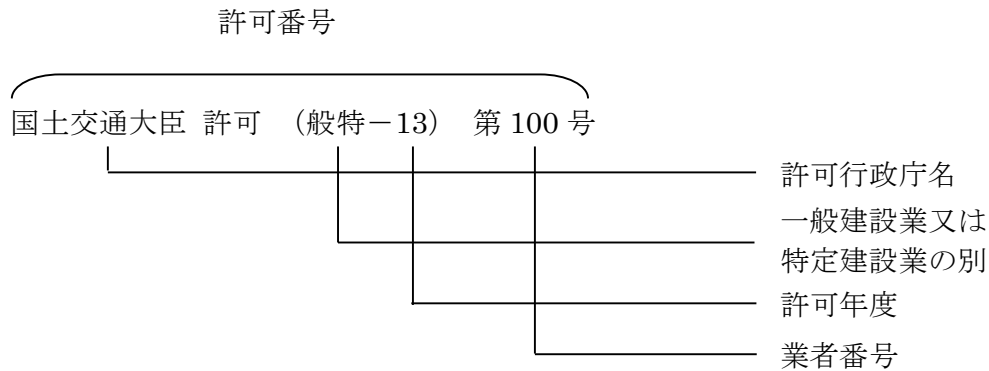 許可番号
国土交通大臣 許可 (般特－13) 第 100 号
許可行政庁名
一般建設業又は
特定建設業の別
許可年度
業者番号